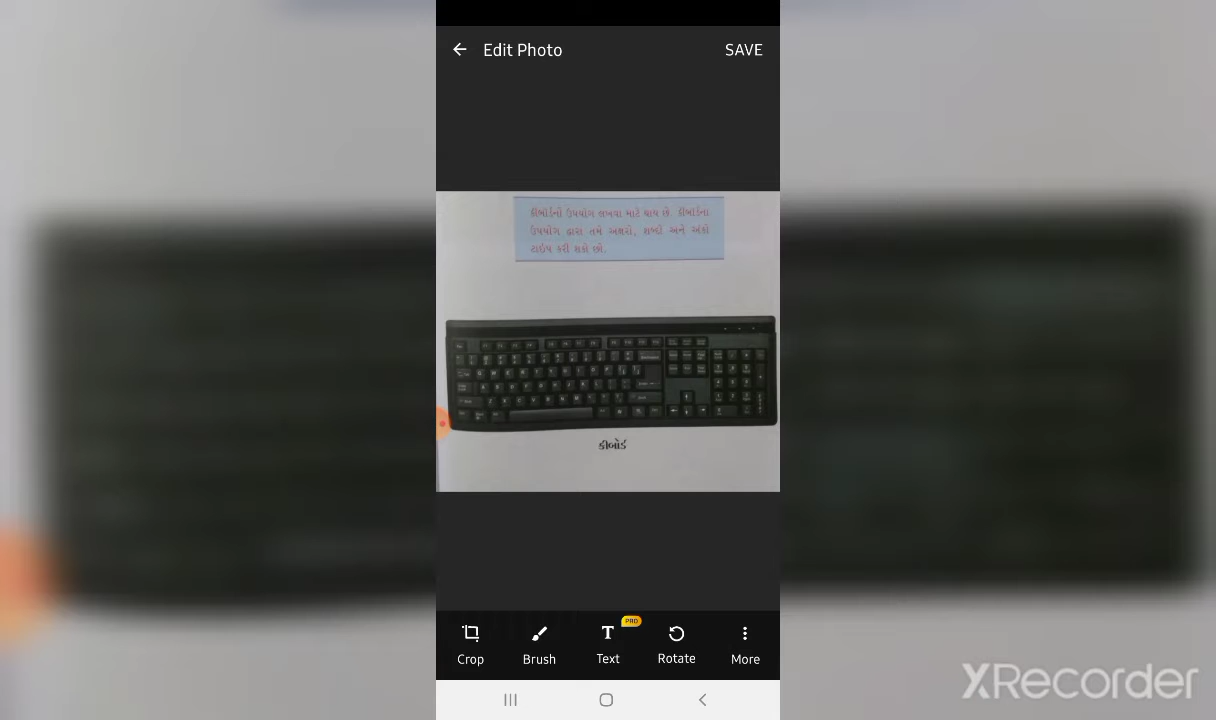 Edit Photo SAVE
કીબોર્ડનો ઉપયોગ લખવા માટે થાય છે. કીબોર્ડના
ઉપયોગ દ્વારા તમે અક્ષરો, શબ્દો અને અંકો
ટાઇપ કરી શકો છો.
કીબોર્ડ
PRO
Crop Brush Text Rotate More
XRecorder